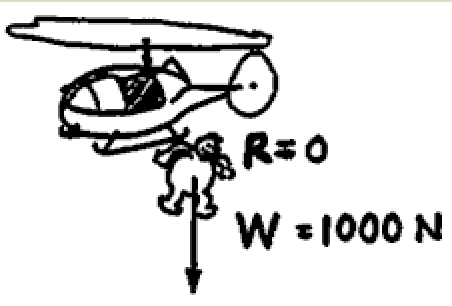 R = 0
W = 1000 N